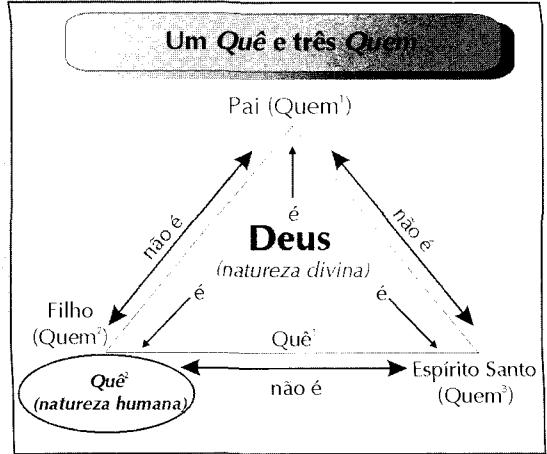 Um Quê e três Quem
Pai (Quem¹)
não é
é
não é
Deus
(natureza divina)
é
é
Filho
(Quem²)
Quê¹
Quê²
(natureza humana)
não é
Espírito Santo
(Quem³)